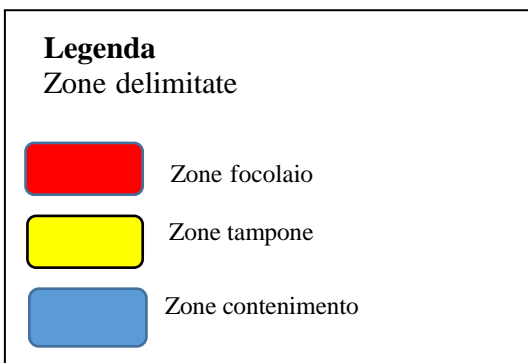 Legenda
Zone delimitate
Zone focolaio
Zone tampone
Zone contenimento